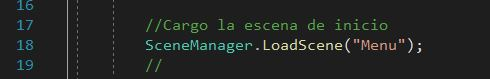 16
17 //Cargo la escena de inicio
18 SceneManager.LoadScene("Menu");
19 //